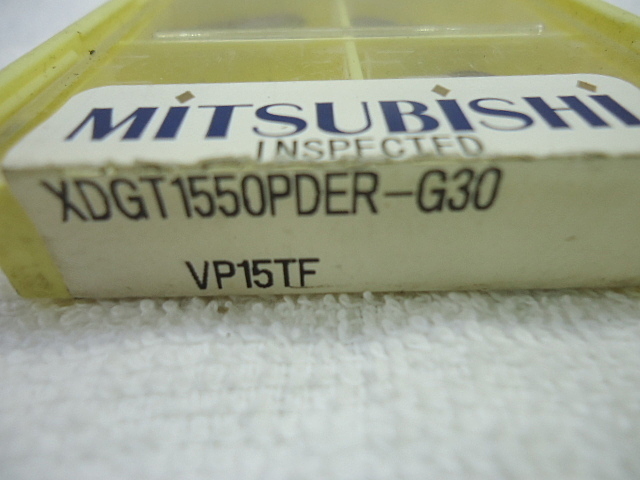 MITSUBISHI
INSPECTED
XDGT1550PDER-G30
VP15TF